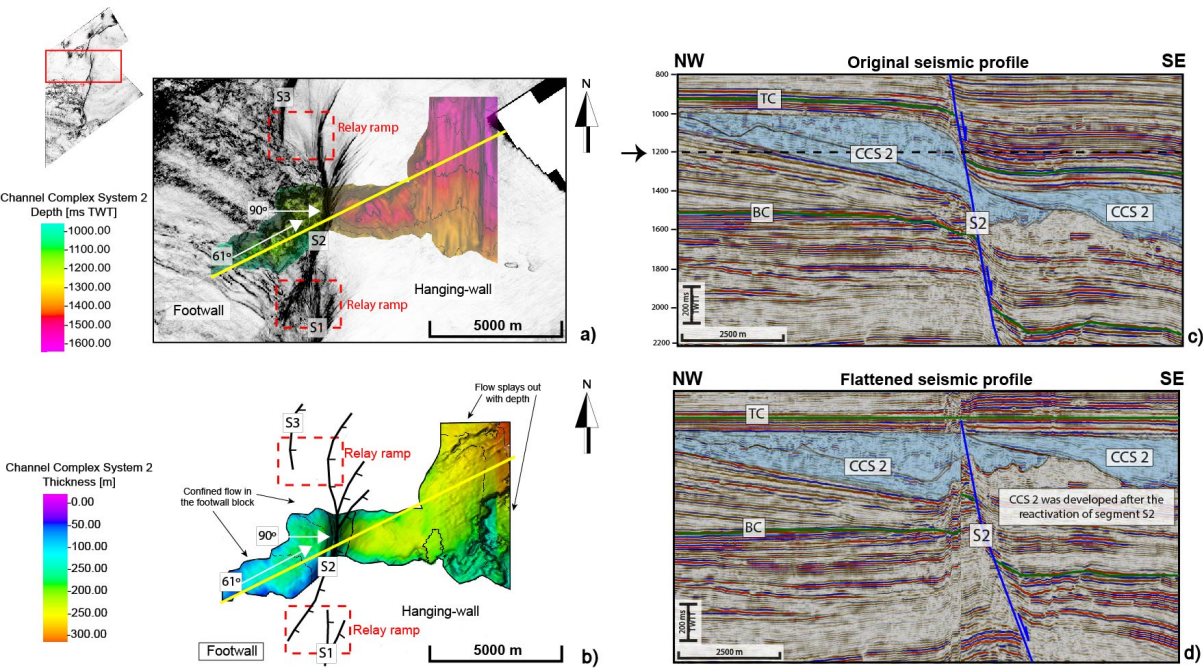 N
S3
Relay ramp
Channel Complex System 2
Depth [ms TWT]
-1000.00
-1100.00
-1200.00
-1300.00
-1400.00
-1500.00
-1600.00
90º
61º
S2
Footwall
Hanging-wall
Relay ramp
S1
5000 m
a)
Flow splays out
with depth
N
S3
Relay ramp
Channel Complex System 2
Thickness [m]
0.00
-50.00
-100.00
-150.00
-200.00
-250.00
-300.00
Confined flow in
the footwall block
90º
61º
S2
Hanging-wall
Relay ramp
Footwall
S1
5000 m
b)
NW
Original seismic profile
SE
800
1000
1200
1400
1600
1800
2000
2200
TC
CCS 2
BC
S2
CCS 2
200 ms
TWTT
2500 m
c)
NW
Flattened seismic profile
SE
TC
CCS 2
CCS 2
CCS 2 was developed after the
reactivation of segment S2
BC
S2
200 ms
TWTT
2500 m
d)